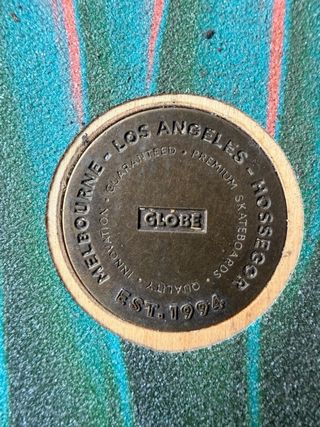 MELBOURNE - LOS ANGELES - HOSSEGOR
EST. 1994
QUALITY • INNOVATION • GUARANTEED • PREMIUM SKATEBOARDS •
GLOBE